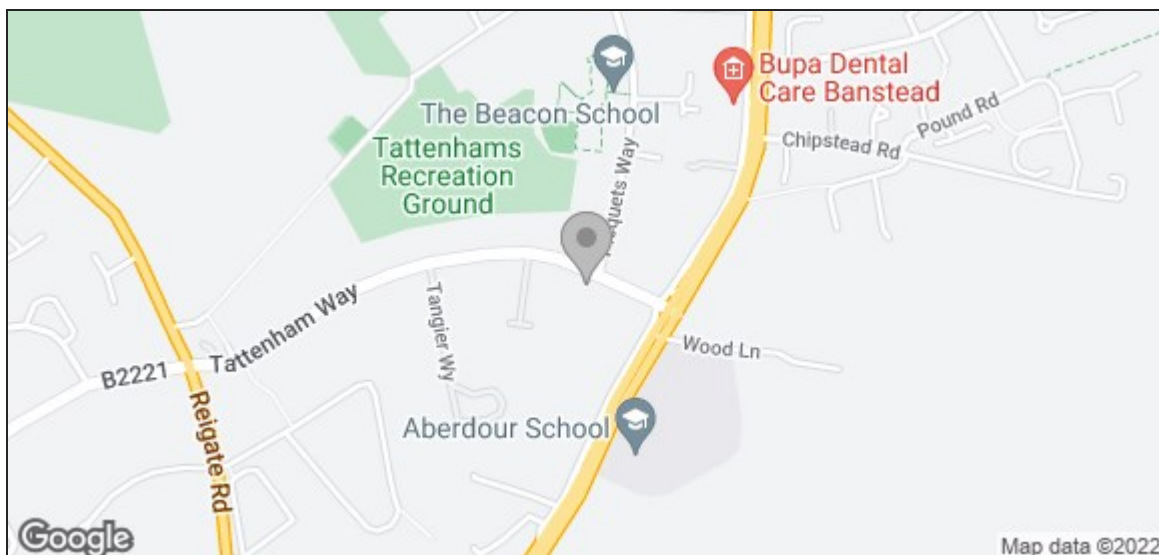 The Beacon School
Bupa Dental
Care Banstead
Pound Rd
Chipstead Rd
Tattenhams
Recreation
Ground
Tattenham Way
Tangier Wy
Wood Ln
B2221
Reigate Rd
Aberdour School
Google
Map data ©2022